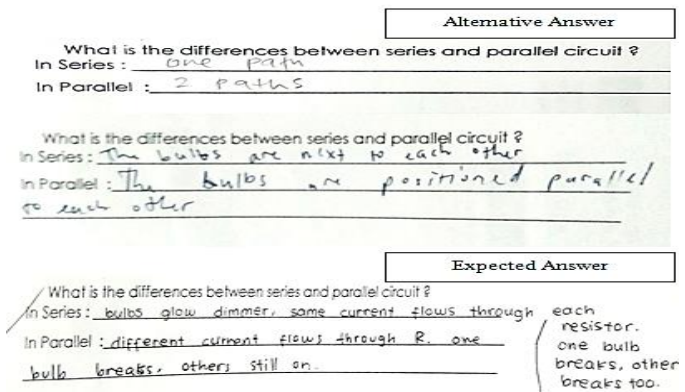 Alternative Answer
What is the differences between series and parallel circuit ?
In Series : one path
In Parallel : 2 paths
What is the differences between series and parallel circuit ?
In Series : The bulbs are next to each other
In Parallel : The bulbs are positioned parallel
to each other
Expected Answer
What is the differences between series and parallel circuit ?
In Series : bulbs glow dimmer, same current flows through each
resistor.
one bulb
breaks, other
breaks too.
In Parallel : different current flows through R. one
bulb breaks, others still on.